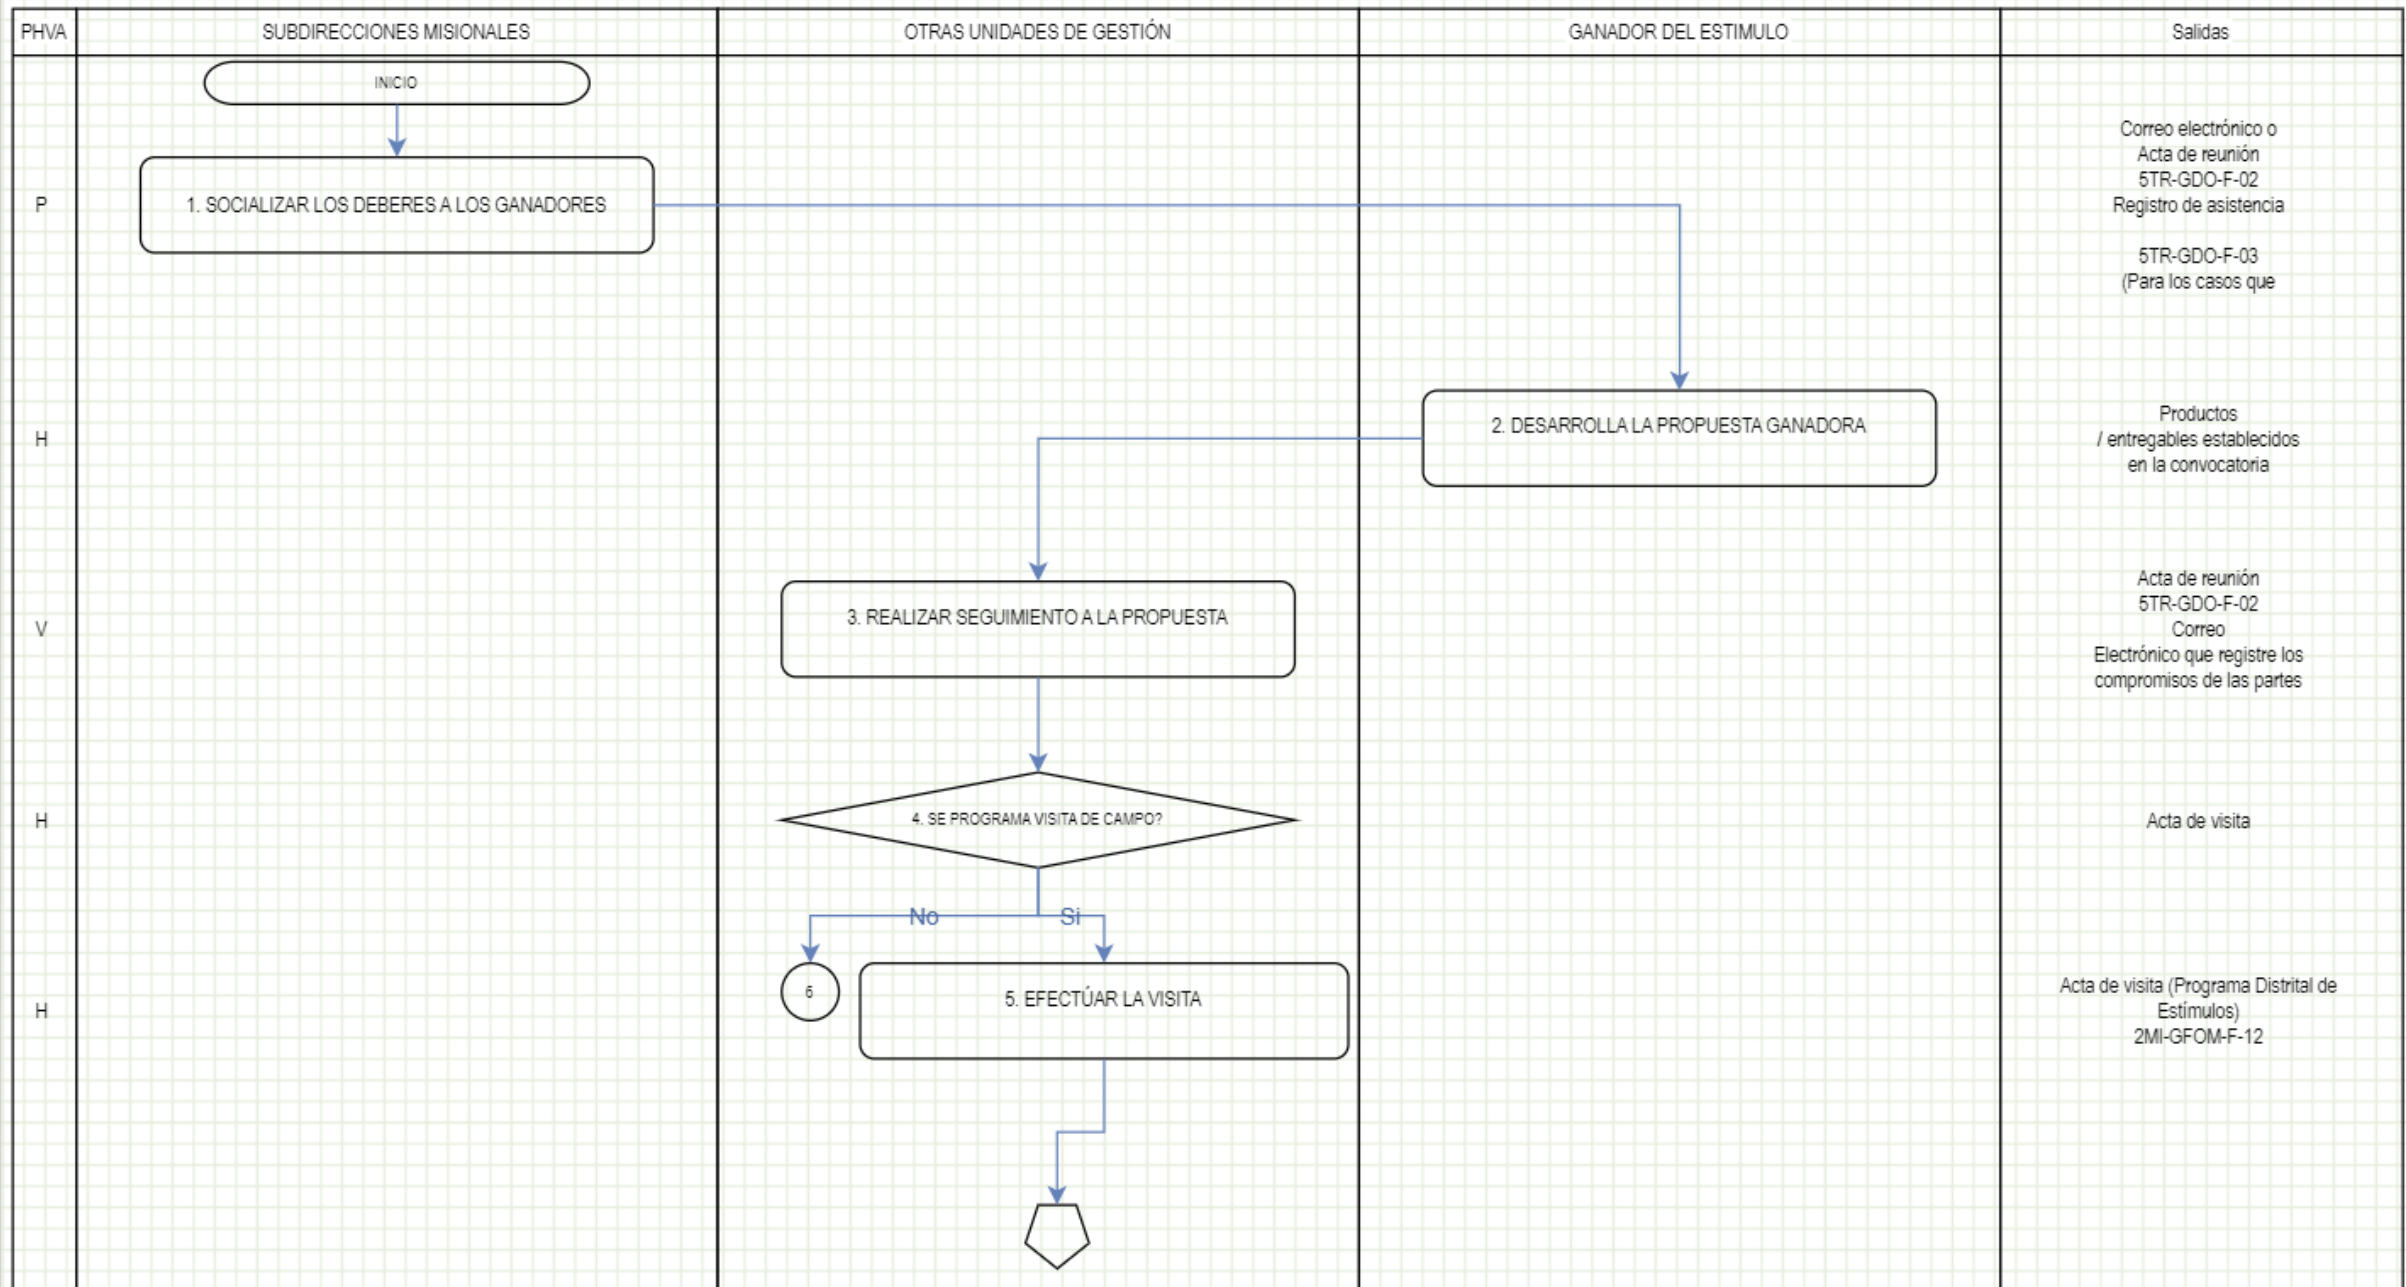 PHVA
SUBDIRECCIONES MISIONALES
OTRAS UNIDADES DE GESTIÓN
GANADOR DEL ESTIMULO
Salidas
INICIO
P
1. SOCIALIZAR LOS DEBERES A LOS GANADORES
Correo electrónico o
Acta de reunión
5TR-GDO-F-02
Registro de asistencia
5TR-GDO-F-03
(Para los casos que
H
2. DESARROLLA LA PROPUESTA GANADORA
Productos
/ entregables establecidos
en la convocatoria
V
3. REALIZAR SEGUIMIENTO A LA PROPUESTA
Acta de reunión
5TR-GDO-F-02
Correo
Electrónico que registre los
compromisos de las partes
H
4. SE PROGRAMA VISITA DE CAMPO?
Acta de visita
No
Si
H
6
5. EFECTÚAR LA VISITA
Acta de visita (Programa Distrital de
Estímulos)
2MI-GFOM-F-12